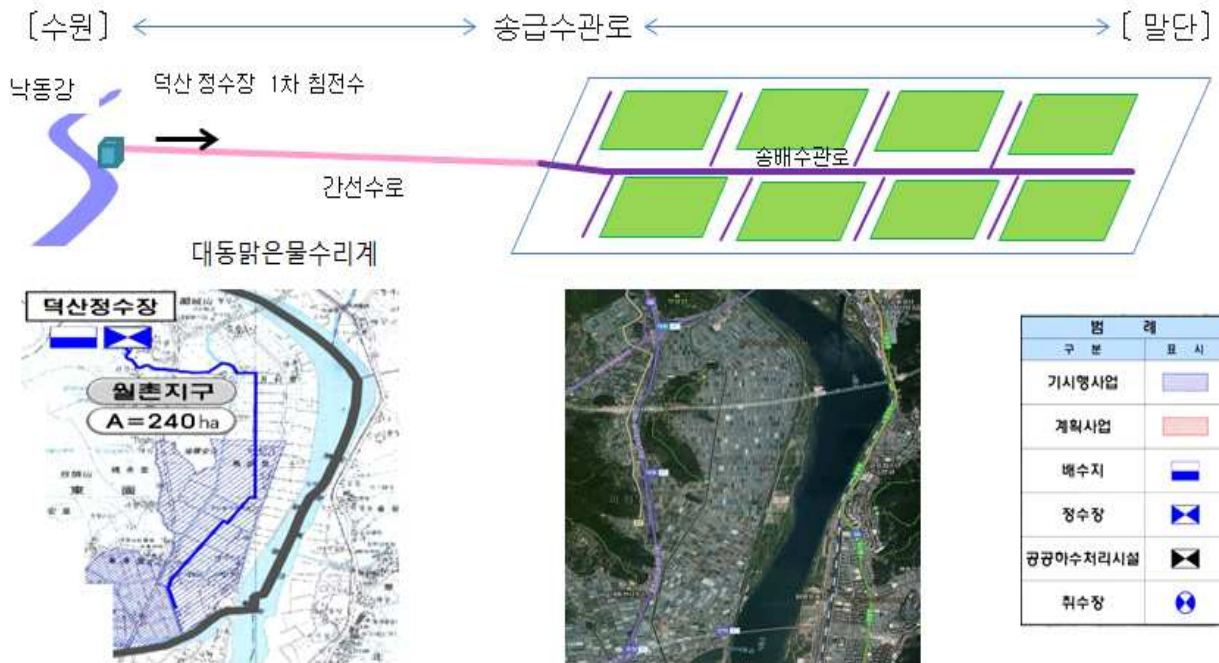 [수원]
송급수관로
[ 말단]
낙동강
덕산 정수장 1차 침전수
송배수관로
간선수로
대동맑은물수리계
덕산정수장
월촌지구
A=240ha
범 례
구 분 표 시
기시행사업
계획사업
배수지
정수장
공공하수처리시설
취수장